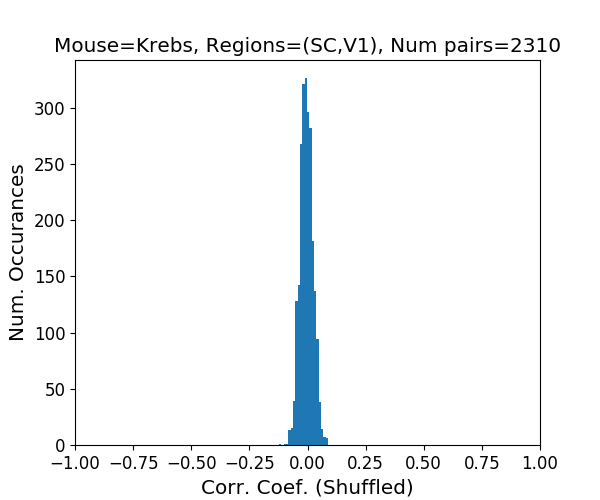 Mouse=Krebs, Regions=(SC,V1), Num pairs=2310
Num. Occurances
300
250
200
150
100
50
0
−1.00 −0.75 −0.50 −0.25 0.00 0.25 0.50 0.75 1.00
Corr. Coef. (Shuffled)